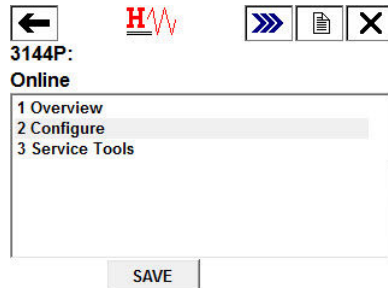 H
3144P:
Online
1 Overview
2 Configure
3 Service Tools
SAVE